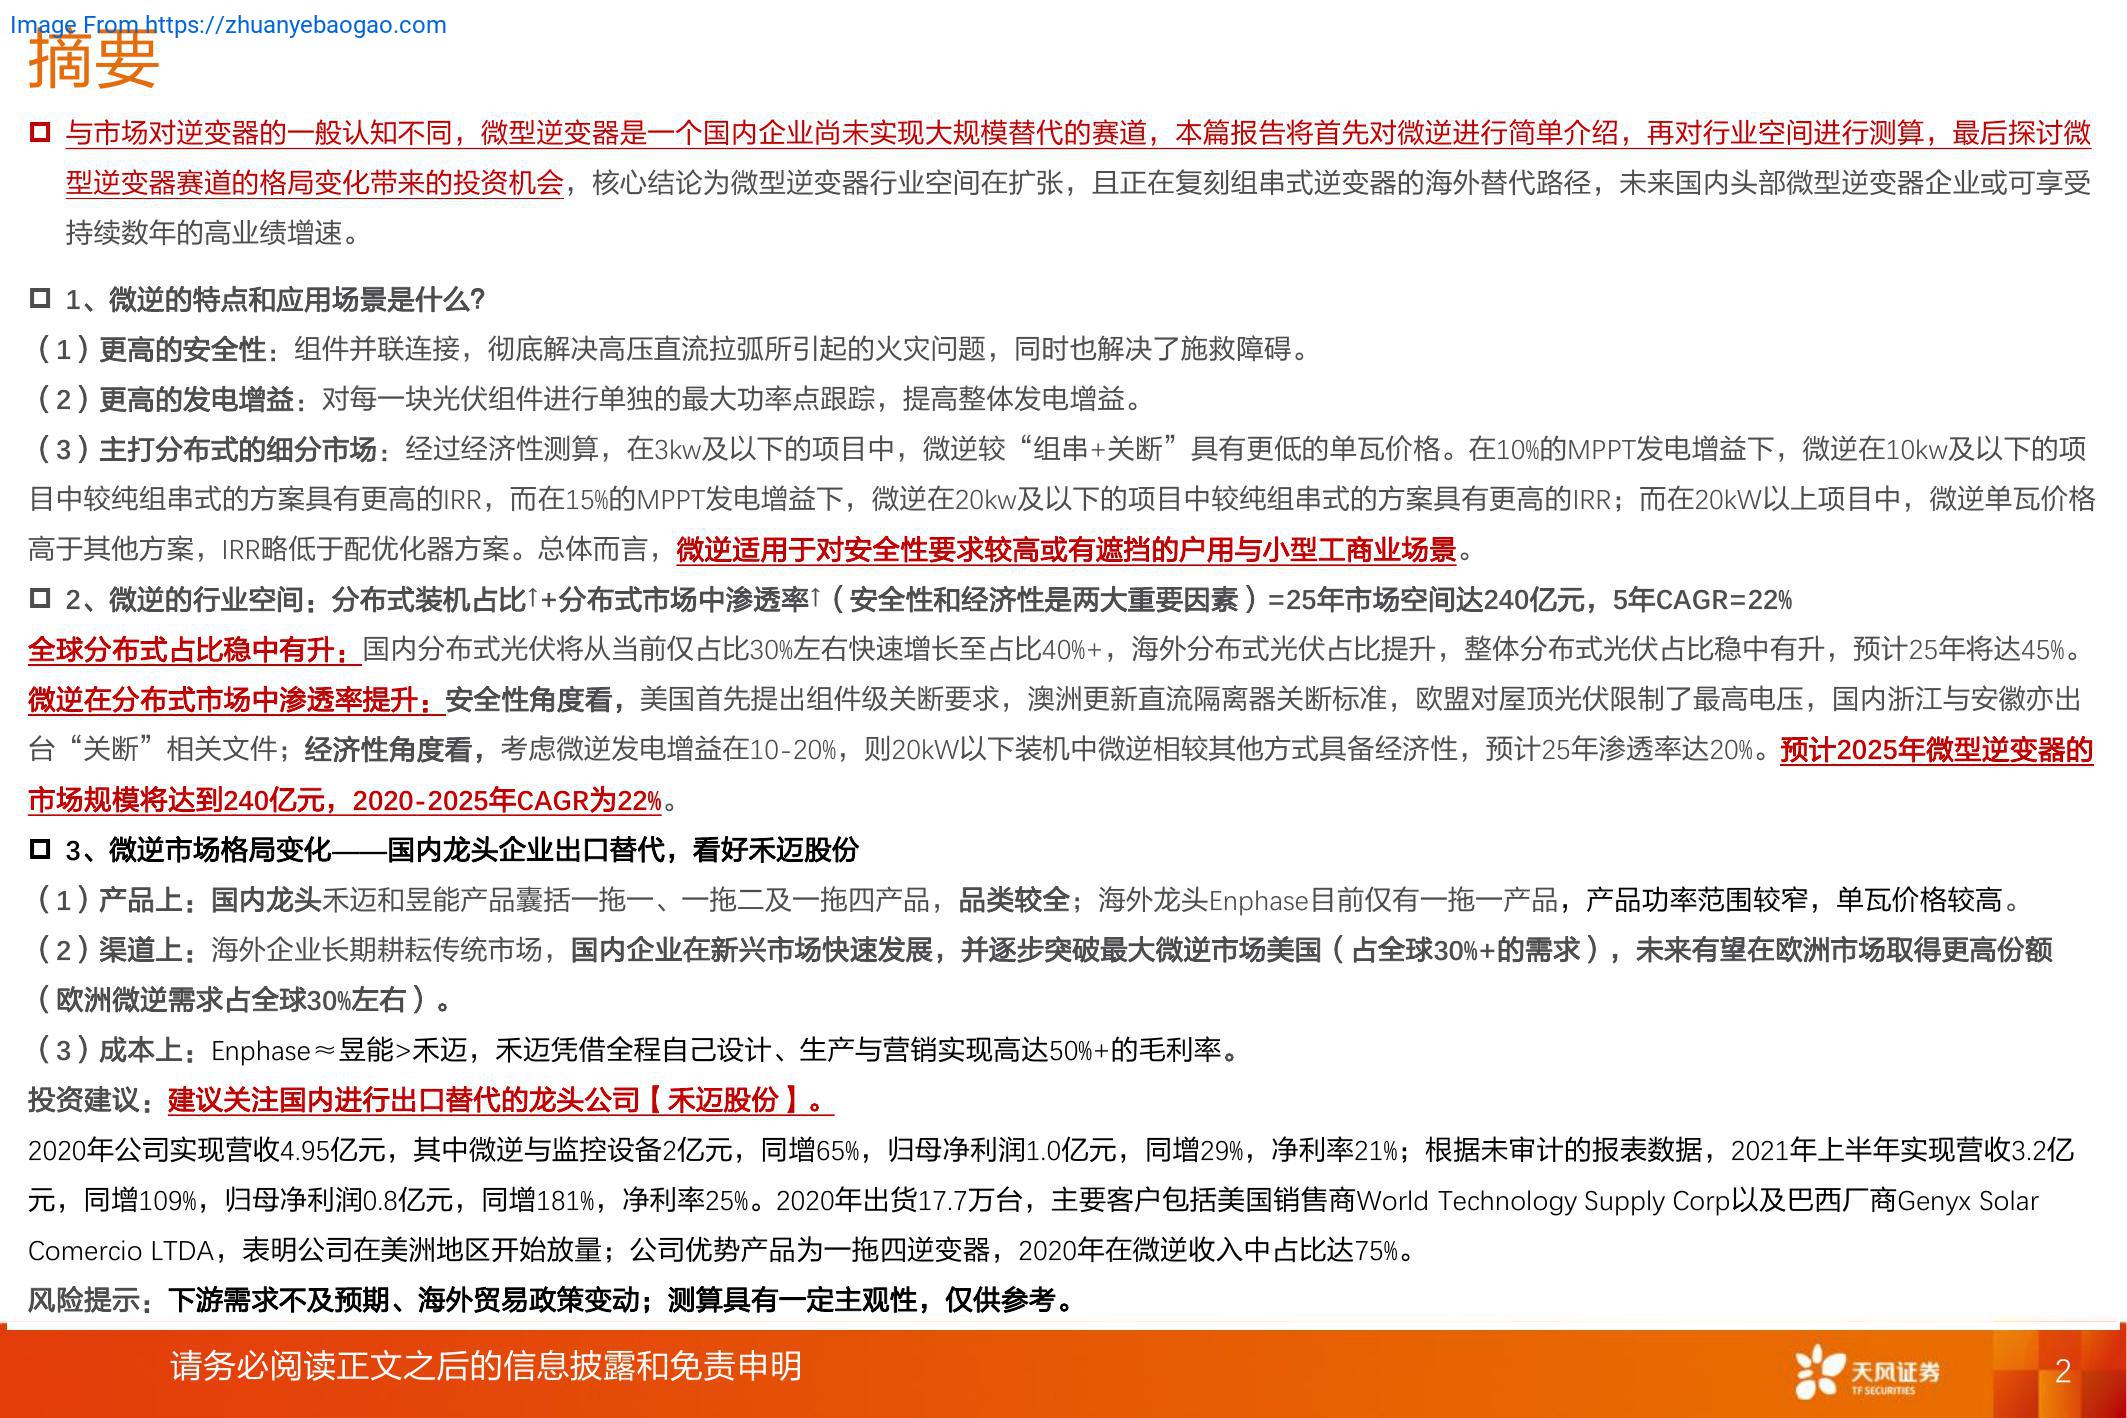 Image From https://zhuanyebaogao.com
摘要
与市场对逆变器的一般认知不同，微型逆变器是一个国内企业尚未实现大规模替代的赛道，本篇报告将首先对微逆进行简单介绍，再对行业空间进行测算，最后探讨微
型逆变器赛道的格局变化带来的投资机会，核心结论为微型逆变器行业空间在扩张，且正在复刻组串式逆变器的海外替代路径，未来国内头部微型逆变器企业或可享受
持续数年的高业绩增速。
1、微逆的特点和应用场景是什么？
（1）更高的安全性：组件并联连接，彻底解决高压直流拉弧所引起的火灾问题，同时也解决了施救障碍。
（2）更高的发电增益：对每一块光伏组件进行单独的最大功率点跟踪，提高整体发电增益。
（3）主打分布式的细分市场：经过经济性测算，在3kw及以下的项目中，微逆较“组串+关断”具有更低的单瓦价格。在10%的MPPT发电增益下，微逆在10kw及以下的项
目中较纯组串式的方案具有更高的IRR，而在15%的MPPT发电增益下，微逆在20kw及以下的项目中较纯组串式的方案具有更高的IRR；而在20kW以上项目中，微逆单瓦价格
高于其他方案，IRR略低于配优化器方案。总体而言，微逆适用于对安全性要求较高或有遮挡的户用与小型工商业场景。
2、微逆的行业空间：分布式装机占比↑+分布式市场中渗透率↑（安全性和经济性是两大重要因素）=25年市场空间达240亿元，5年CAGR=22%
全球分布式占比稳中有升：国内分布式光伏将从当前仅占比30%左右快速增长至占比40%+，海外分布式光伏占比提升，整体分布式光伏占比稳中有升，预计25年将达45%。
微逆在分布式市场中渗透率提升：安全性角度看，美国首先提出组件级关断要求，澳洲更新直流隔离器关断标准，欧盟对屋顶光伏限制了最高电压，国内浙江与安徽亦出
台“关断”相关文件；经济性角度看，考虑微逆发电增益在10-20%，则20kW以下装机中微逆相较其他方式具备经济性，预计25年渗透率达20%。预计2025年微型逆变器的
市场规模将达到240亿元，2020-2025年CAGR为22%。
3、微逆市场格局变化——国内龙头企业出口替代，看好禾迈股份
（1）产品上：国内龙头禾迈和昱能产品囊括一拖一、一拖二及一拖四产品，品类较全；海外龙头Enphase目前仅有一拖一产品，产品功率范围较窄，单瓦价格较高。
（2）渠道上：海外企业长期耕耘传统市场，国内企业在新兴市场快速发展，并逐步突破最大微逆市场美国（占全球30%+的需求），未来有望在欧洲市场取得更高份额
（欧洲微逆需求占全球30%左右）。
（3）成本上：Enphase≈昱能>禾迈，禾迈凭借全程自己设计、生产与营销实现高达50%+的毛利率。
投资建议：建议关注国内进行出口替代的龙头公司【禾迈股份】。
2020年公司实现营收4.95亿元，其中微逆与监控设备2亿元，同增65%，归母净利润1.0亿元，同增29%，净利率21%；根据未审计的报表数据，2021年上半年实现营收3.2亿
元，同增109%，归母净利润0.8亿元，同增181%，净利率25%。2020年出货17.7万台，主要客户包括美国销售商World Technology Supply Corp以及巴西厂商Genyx Solar
Comercio LTDA，表明公司在美洲地区开始放量；公司优势产品为一拖四逆变器，2020年在微逆收入中占比达75%。
风险提示：下游需求不及预期、海外贸易政策变动；测算具有一定主观性，仅供参考。
请务必阅读正文之后的信息披露和免责申明
天风证券
TF SECURITIES
2